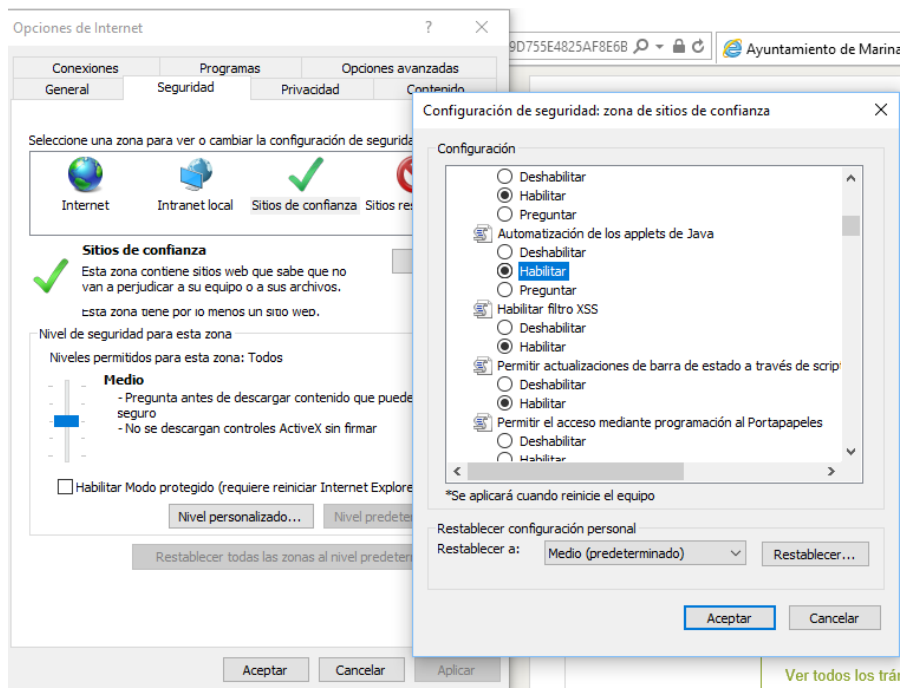 Opciones de Internet
?
Conexiones Programas Opciones avanzadas
General Seguridad Privacidad Contenido
Seleccione una zona para ver o cambiar la configuración de segurida
Internet Intranet local Sitios de confianza Sitios res
Sitios de confianza
Esta zona contiene sitios web que sabe que no
van a perjudicar a su equipo o a sus archivos.
Esta zona tiene por lo menos un sitio web.
Nivel de seguridad para esta zona
Niveles permitidos para esta zona: Todos
Medio
- Pregunta antes de descargar contenido que puede
seguro
- No se descargan controles ActiveX sin firmar
Habilitar Modo protegido (requiere reiniciar Internet Explore
Nivel personalizado... Nivel predeter
Restablecer todas las zonas al nivel predeterm
Aceptar Cancelar Aplicar
9D755E4825AF8E6B
Ayuntamiento de Marina
Configuración de seguridad: zona de sitios de confianza
Configuración
Deshabilitar
Habilitar
Preguntar
Automatización de los applets de Java
Deshabilitar
Habilitar
Preguntar
Habilitar filtro XSS
Deshabilitar
Habilitar
Permitir actualizaciones de barra de estado a través de script
Deshabilitar
Habilitar
Permitir el acceso mediante programación al Portapapeles
Deshabilitar
Habilitar
*Se aplicará cuando reinicie el equipo
Restablecer configuración personal
Restablecer a: Medio (predeterminado) Restablecer...
Aceptar Cancelar
Ver todos los trám